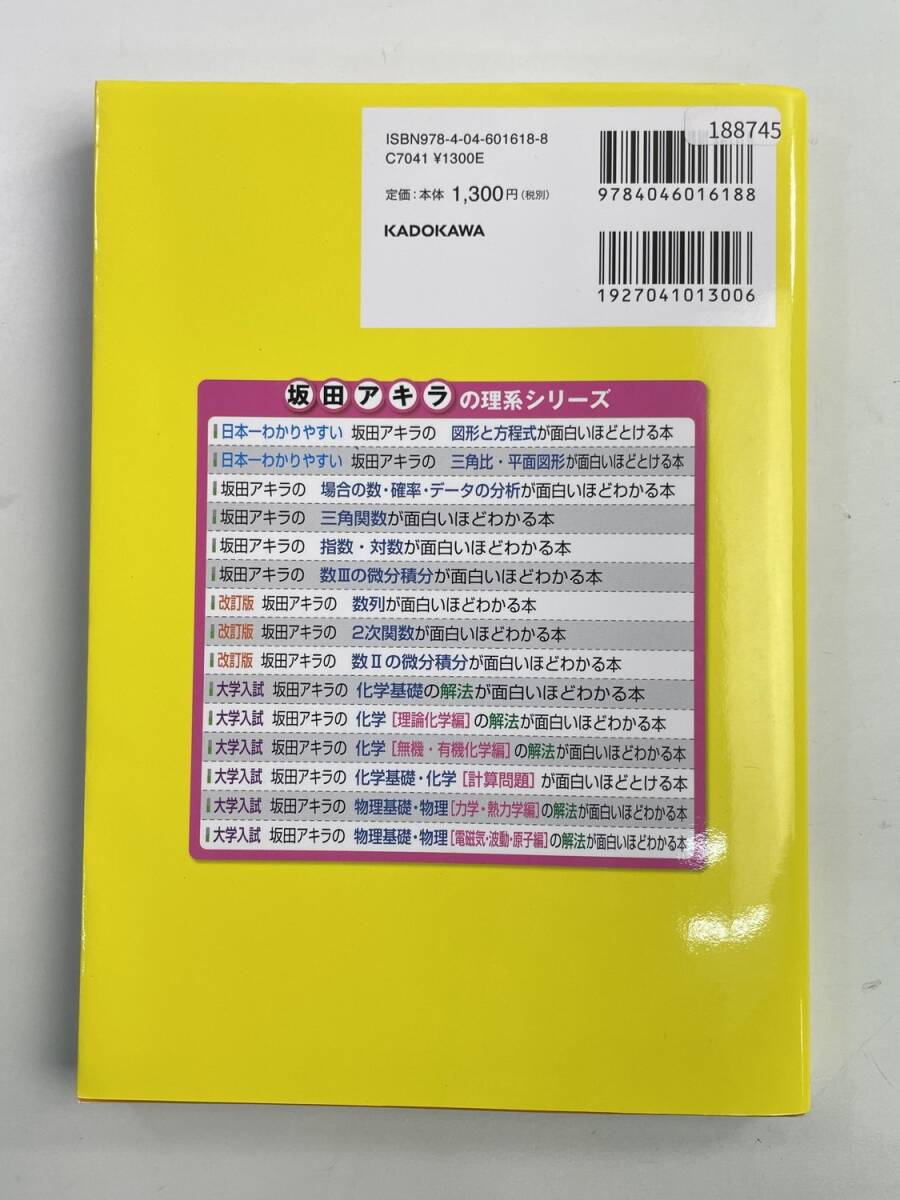 188745
ISBN978-4-04-601618-8
C7041 ¥1300E
定価:本体 1,300円(税別)
KADOKAWA
9784046016188
1927041013006
坂田アキラの理系シリーズ
日本一わかりやすい 坂田アキラの 図形と方程式が面白いほどとける本
日本一わかりやすい 坂田アキラの 三角比・平面図形が面白いほどとける本
坂田アキラの 場合の数・確率・データの分析が面白いほどわかる本
坂田アキラの 三角関数が面白いほどわかる本
坂田アキラの 指数・対数が面白いほどわかる本
坂田アキラの 数Ⅲの微分積分が面白いほどわかる本
改訂版 坂田アキラの 数列が面白いほどわかる本
改訂版 坂田アキラの 2次関数が面白いほどわかる本
改訂版 坂田アキラの 数Ⅱの微分積分が面白いほどわかる本
大学入試 坂田アキラの 化学基礎の解法が面白いほどわかる本
大学入試 坂田アキラの 化学[理論化学編]の解法が面白いほどわかる本
大学入試 坂田アキラの 化学[無機・有機化学編]の解法が面白いほどわかる本
大学入試 坂田アキラの 化学基礎・化学[計算問題]が面白いほどとける本
大学入試 坂田アキラの 物理基礎・物理[力学・熱力学編]の解法が面白いほどわかる本
大学入試 坂田アキラの 物理基礎・物理[電磁気・波動・原子編]の解法が面白いほどわかる本